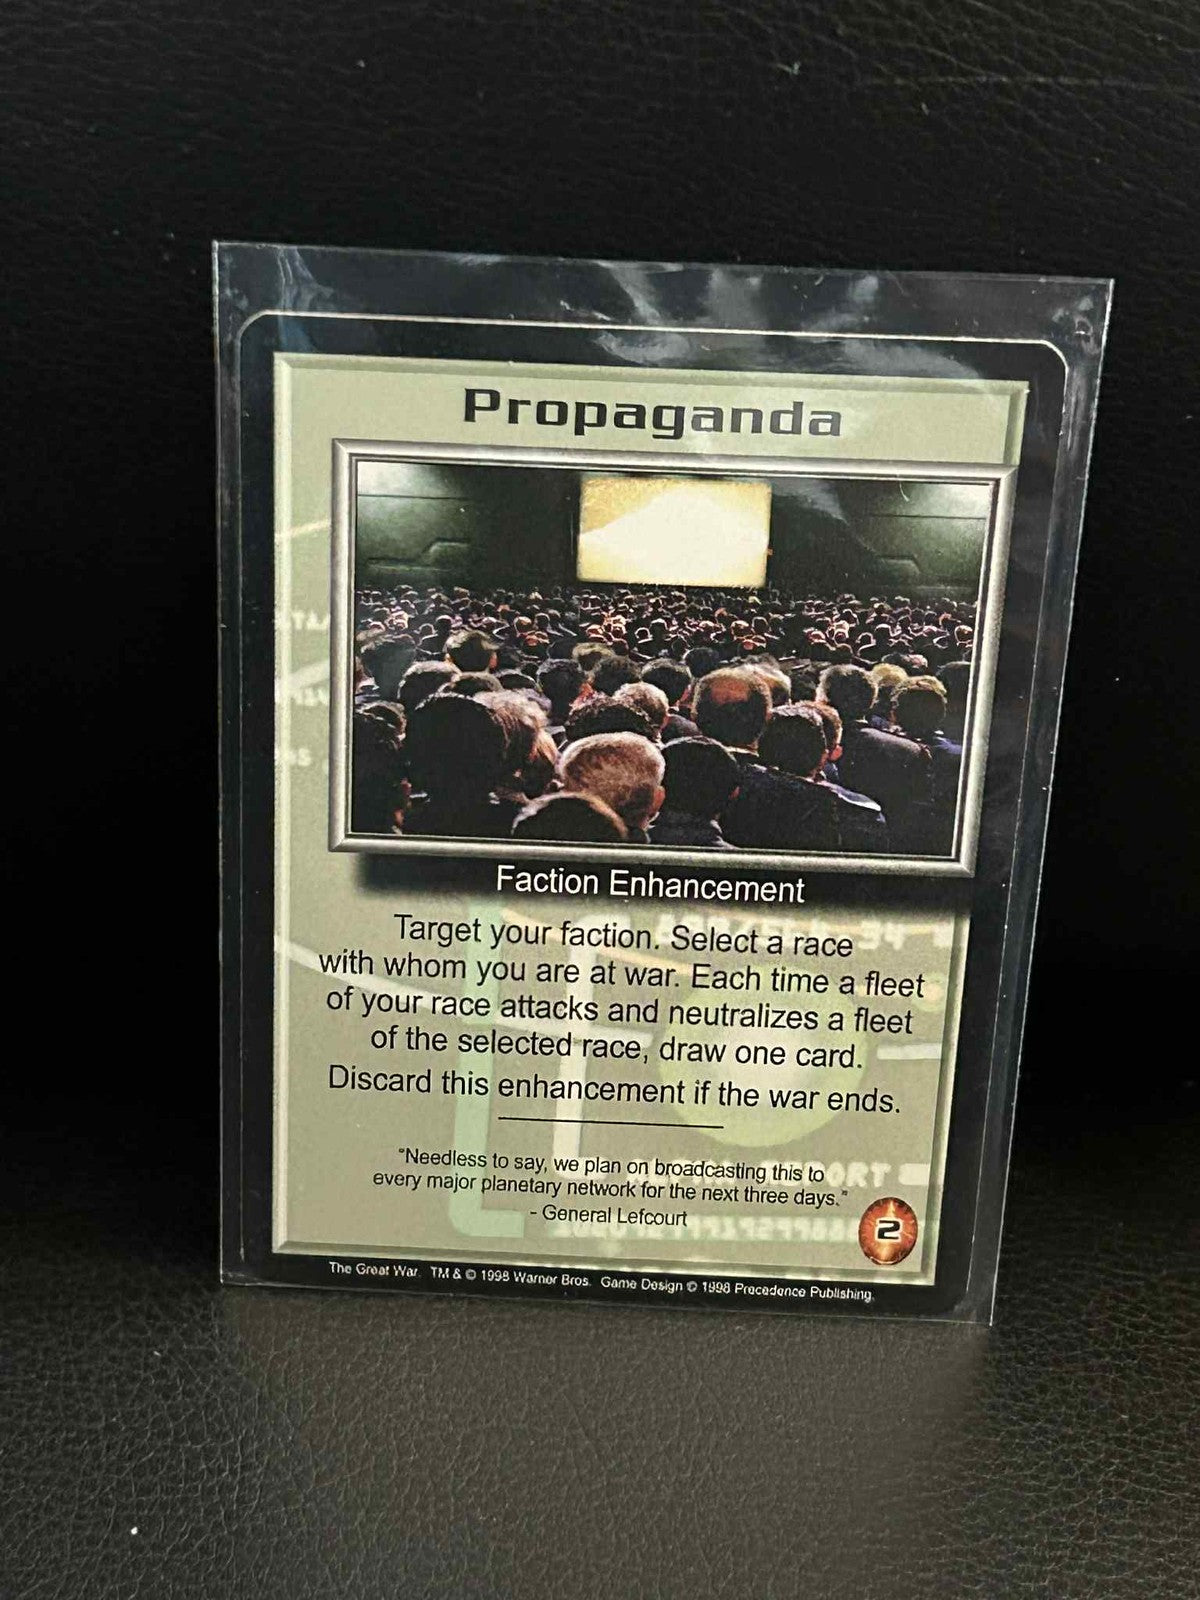 Propaganda
Faction Enhancement
Target your faction. Select a race
with whom you are at war. Each time a fleet
of your race attacks and neutralizes a fleet
of the selected race, draw one card.
Discard this enhancement if the war ends.
"Needless to say, we plan on broadcasting this to
every major planetary network for the next three days."
- General Lefcourt
2
The Great War. TM & © 1998 Warner Bros. Game Design © 1998 Precedence Publishing.